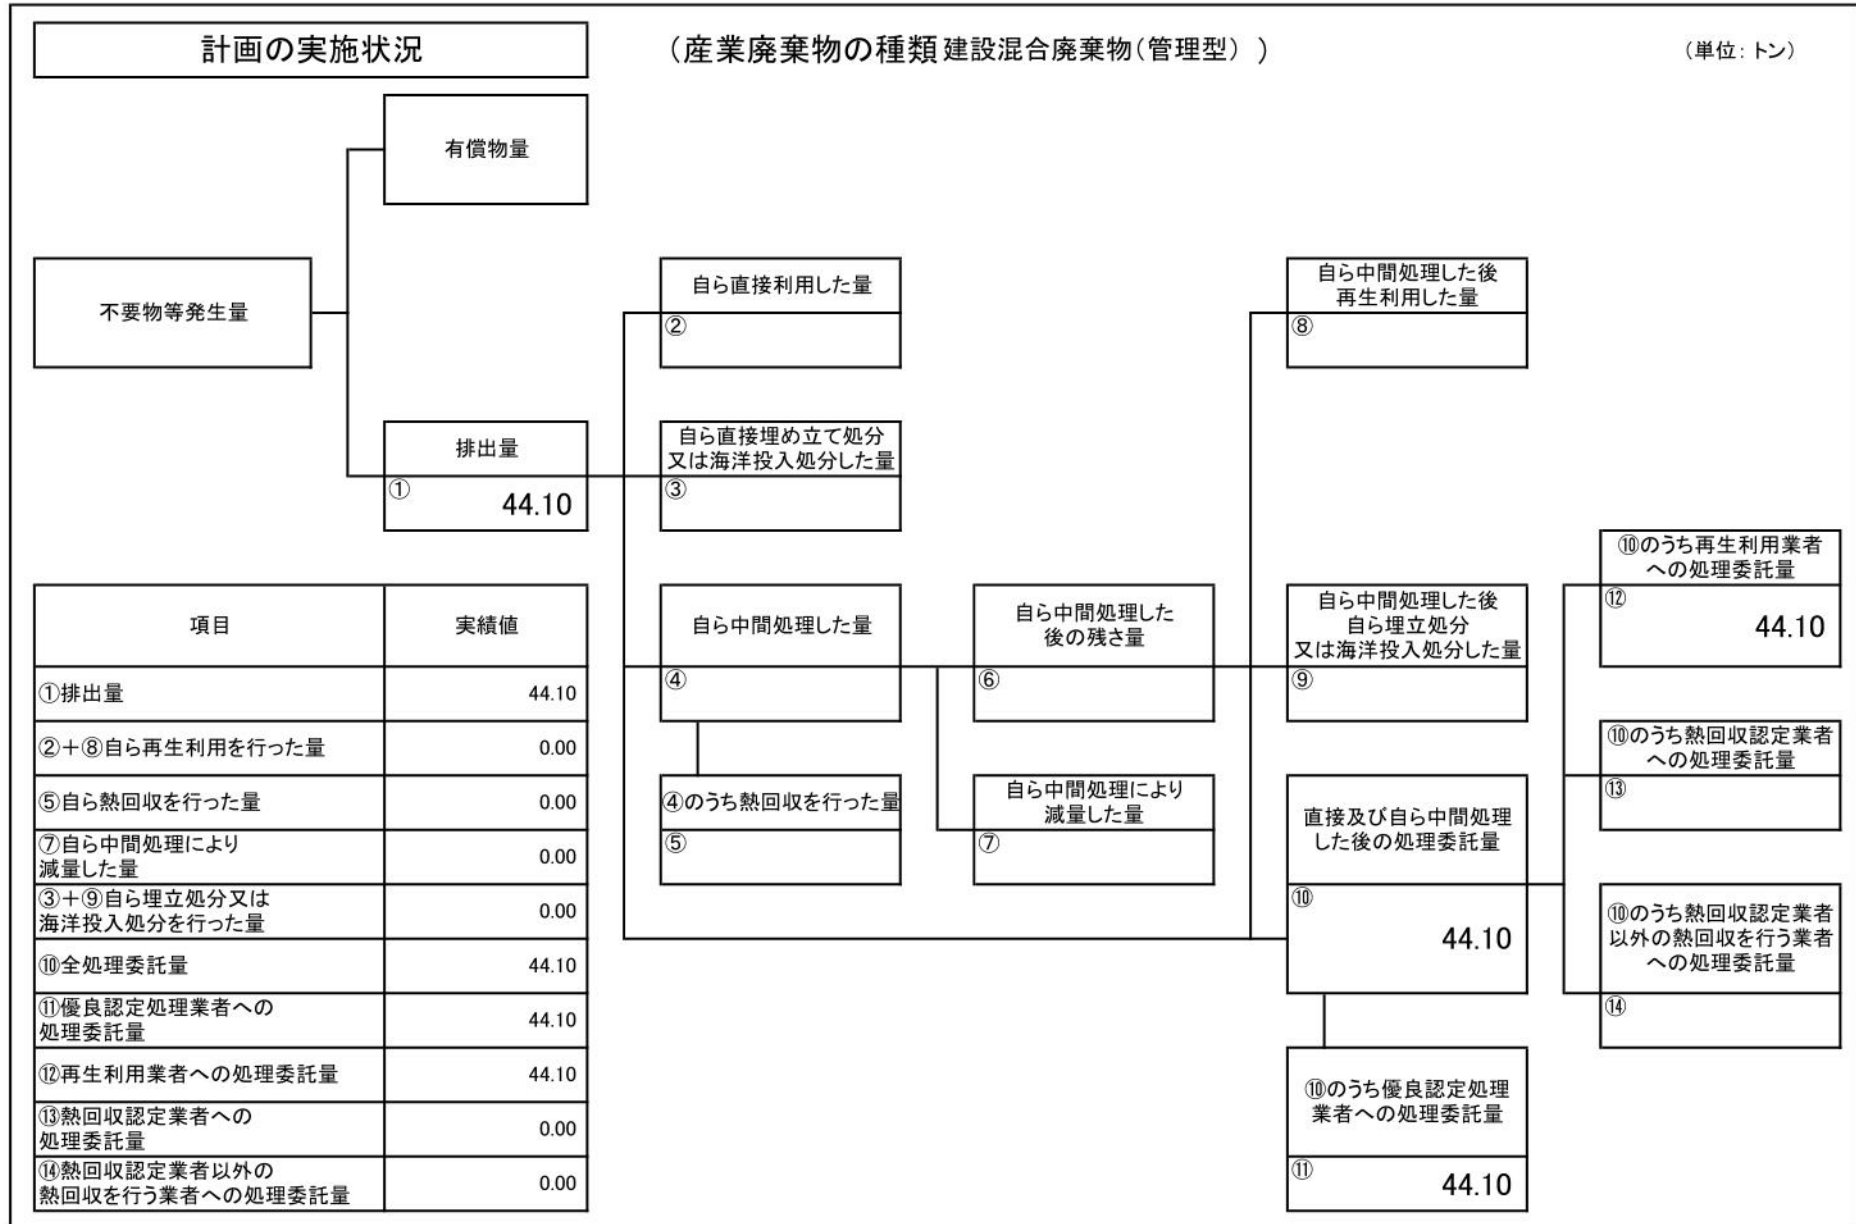 計画の実施状況
（産業廃棄物の種類 建設混合廃棄物（管理型））
（単位：トン）
有償物量
不要物等発生量
自ら直接利用した量
②
自ら中間処理した後
再生利用した量
⑧
排出量
① 44.10
自ら直接埋め立て処分
又は海洋投入処分した量
③
⑩のうち再生利用業者
への処理委託量
⑫ 44.10
自ら中間処理した量
④
自ら中間処理した
後の残さ量
⑥
自ら中間処理した後
自ら埋立処分
又は海洋投入処分した量
⑨
⑩のうち熱回収認定業者
への処理委託量
⑬
④のうち熱回収を行った量
⑤
自ら中間処理により
減量した量
⑦
直接及び自ら中間処理
した後の処理委託量
⑩ 44.10
⑩のうち熱回収認定業者
以外の熱回収を行う業者
への処理委託量
⑭
⑩のうち優良認定処理
業者への処理委託量
⑪ 44.10
項目 実績値
①排出量 44.10
②＋⑧自ら再生利用を行った量 0.00
⑤自ら熱回収を行った量 0.00
⑦自ら中間処理により
減量した量 0.00
③＋⑨自ら埋立処分又は
海洋投入処分を行った量 0.00
⑩全処理委託量 44.10
⑪優良認定処理業者への
処理委託量 44.10
⑫再生利用業者への処理委託量 44.10
⑬熱回収認定業者への
処理委託量 0.00
⑭熱回収認定業者以外の
熱回収を行う業者への処理委託量 0.00